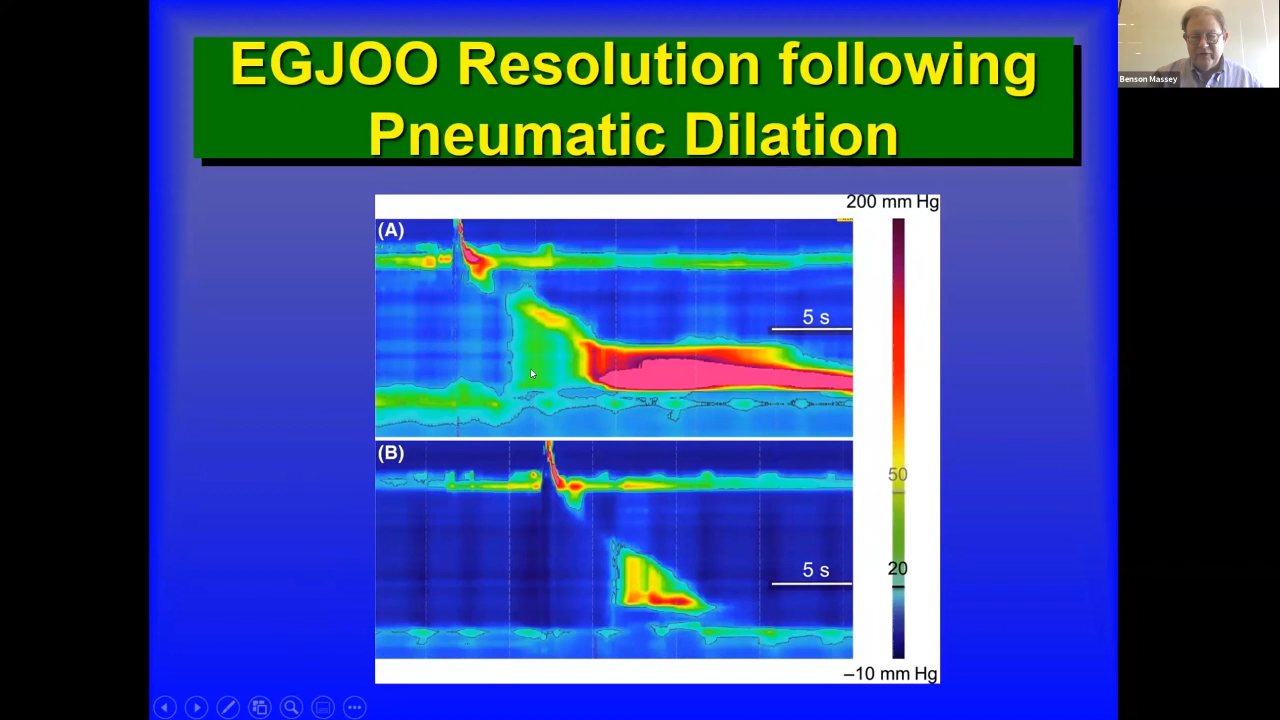 EGJOO Resolution following
Pneumatic Dilation
Benson Massey
200 mm Hg
(A)
5 s
(B)
50
20
5 s
–10 mm Hg